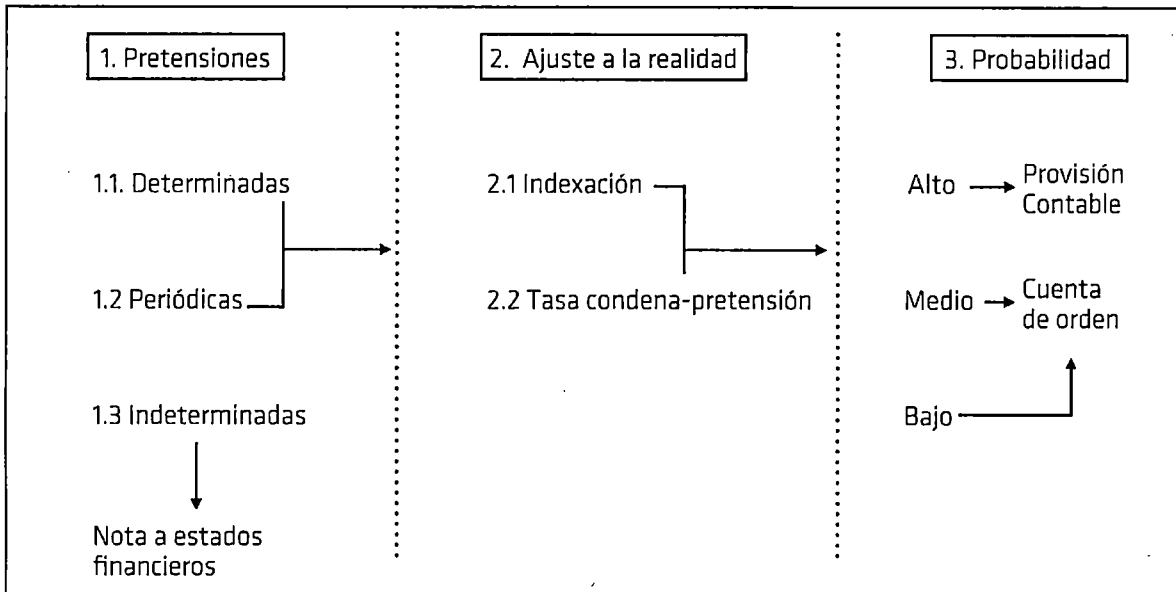 1. Pretensiones
1.1. Determinadas
1.2 Periódicas
1.3 Indeterminadas
Nota a estados
financieros
2. Ajuste a la realidad
2.1 Indexación
2.2 Tasa condena-pretensión
3. Probabilidad
Alto
Provisión
Contable
Medio
Cuenta
de orden
Bajo